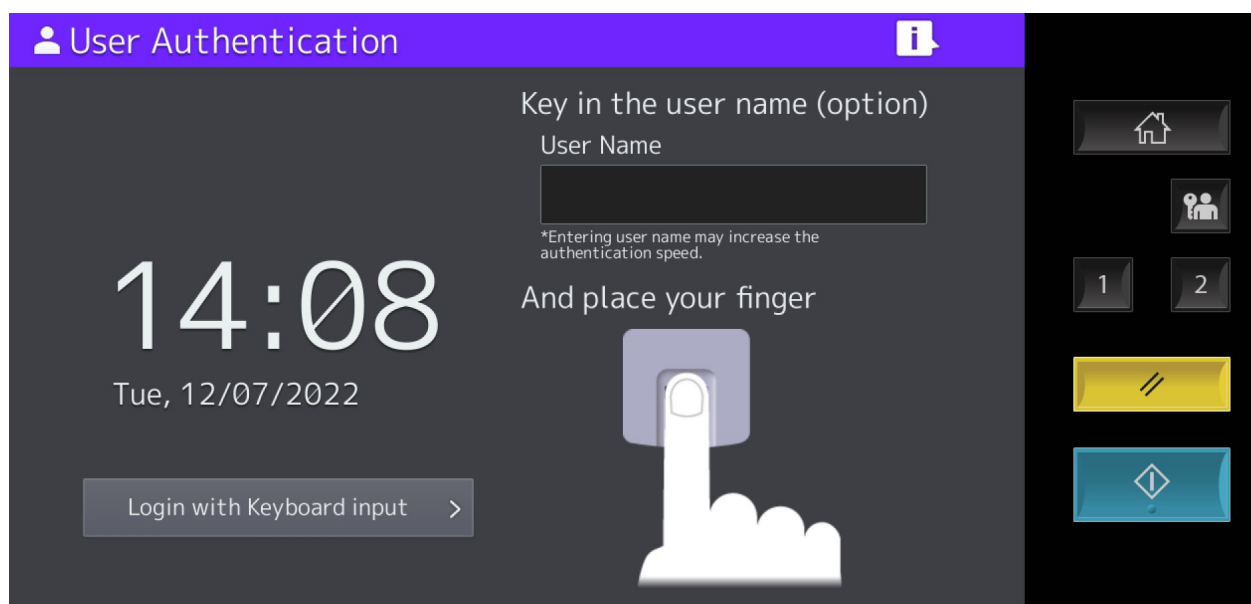 User Authentication
i
Key in the user name (option)
User Name
*Entering user name may increase the
authentication speed.
14:08
Tue, 12/07/2022
And place your finger
Login with Keyboard input >
1 2